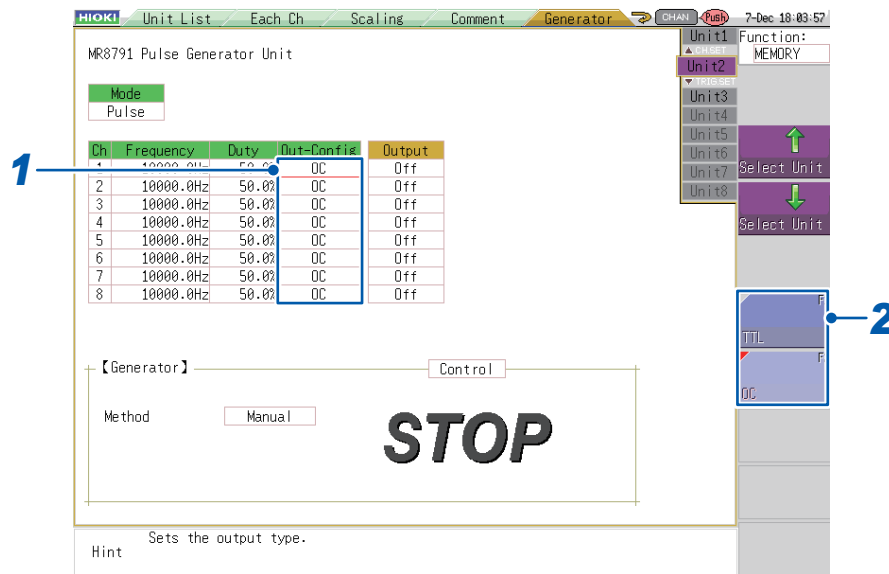 HIOKI Unit List Each Ch Scaling Comment Generator CHAN Push 7-Dec 18:03:57
Unit1 Function:
▲CHSET MEMORY
MR8791 Pulse Generator Unit
Unit2
▼TRIGSET
Mode Unit3
Pulse Unit4
Unit5
Ch Frequency Duty Out-Config Output
Unit6
Unit7 Select Unit
Unit8
1 OC Off
2 10000.0Hz 50.0% OC Off
3 10000.0Hz 50.0% OC Off
4 10000.0Hz 50.0% OC Off
Select Unit
5 10000.0Hz 50.0% OC Off
6 10000.0Hz 50.0% OC Off
7 10000.0Hz 50.0% OC Off
8 10000.0Hz 50.0% OC Off
1
2
F
TTL
F
OC
【Generator】 Control
Method Manual
STOP
Sets the output type.
Hint